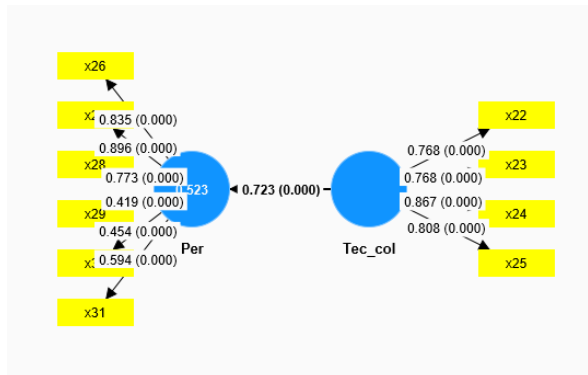 x26
0.835 (0.000)
0.896 (0.000)
x28
0.773 (0.000)
0.419 (0.000)
x29
0.454 (0.000)
0.594 (0.000)
x31
0.523
Per
0.723 (0.000)
Tec_col
x22
0.768 (0.000)
x23
0.768 (0.000)
0.867 (0.000)
x24
0.808 (0.000)
x25